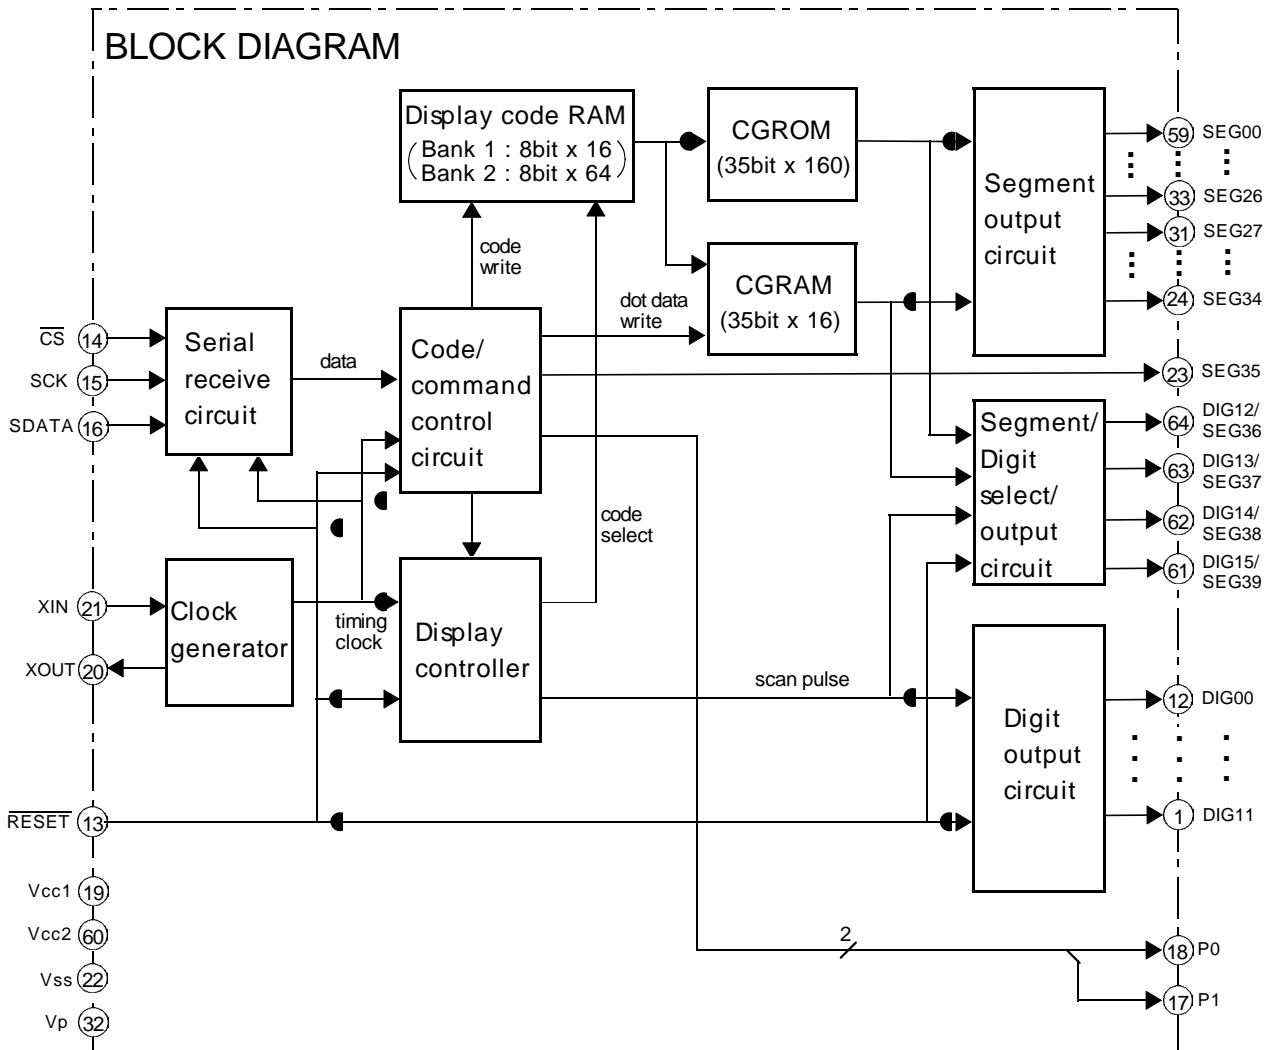 BLOCK DIAGRAM
Display code RAM
(Bank 1 : 8bit x 16)
(Bank 2 : 8bit x 64)
CGROM
(35bit x 160)
CGRAM
(35bit x 16)
Segment
output
circuit
59 SEG00
33 SEG26
31 SEG27
24 SEG34
23 SEG35
code
write
dot data
write
CS 14
SCK 15
SDATA 16
Serial
receive
circuit
data
Code/
command
control
circuit
Segment/
Digit
select/
output
circuit
64 DIG12/
SEG36
63 DIG13/
SEG37
62 DIG14/
SEG38
61 DIG15/
SEG39
code
select
XIN 21
XOUT 20
Clock
generator
timing
clock
Display
controller
scan pulse
Digit
output
circuit
12 DIG00
1 DIG11
RESET 13
Vcc1 19
Vcc2 60
Vss 22
Vp 32
2
18 P0
17 P1